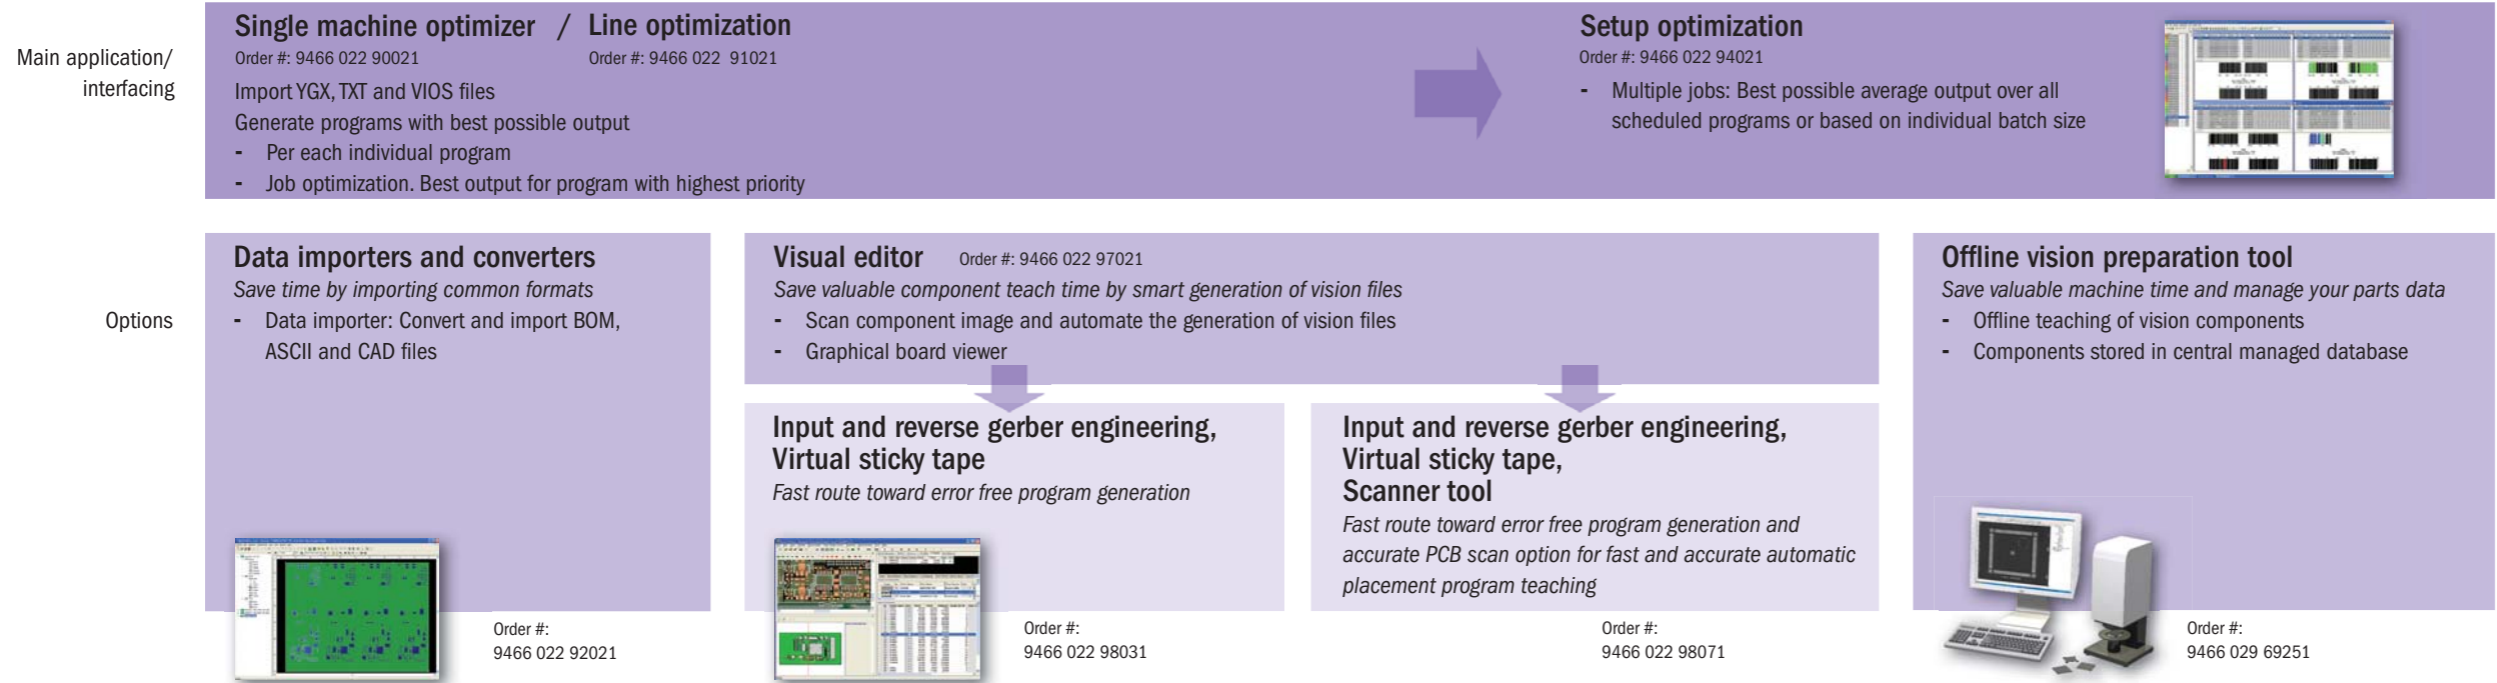 Main application/
interfacing
Single machine optimizer / Line optimization
Order #: 9466 022 90021
Order #: 9466 022 91021
Import YGX, TXT and VIOS files
Generate programs with best possible output
- Per each individual program
- Job optimization. Best output for program with highest priority
Setup optimization
Order #: 9466 022 94021
- Multiple jobs: Best possible average output over all
scheduled programs or based on individual batch size
Options
Data importers and converters
Save time by importing common formats
- Data importer: Convert and import BOM,
ASCII and CAD files
Order #:
9466 022 92021
Visual editor Order #: 9466 022 97021
Save valuable component teach time by smart generation of vision files
- Scan component image and automate the generation of vision files
- Graphical board viewer
Input and reverse gerber engineering,
Virtual sticky tape
Fast route toward error free program generation
Order #:
9466 022 98031
Input and reverse gerber engineering,
Virtual sticky tape,
Scanner tool
Fast route toward error free program generation and
accurate PCB scan option for fast and accurate automatic
placement program teaching
Order #:
9466 022 98071
Offline vision preparation tool
Save valuable machine time and manage your parts data
- Offline teaching of vision components
- Components stored in central managed database
Order #:
9466 029 69251